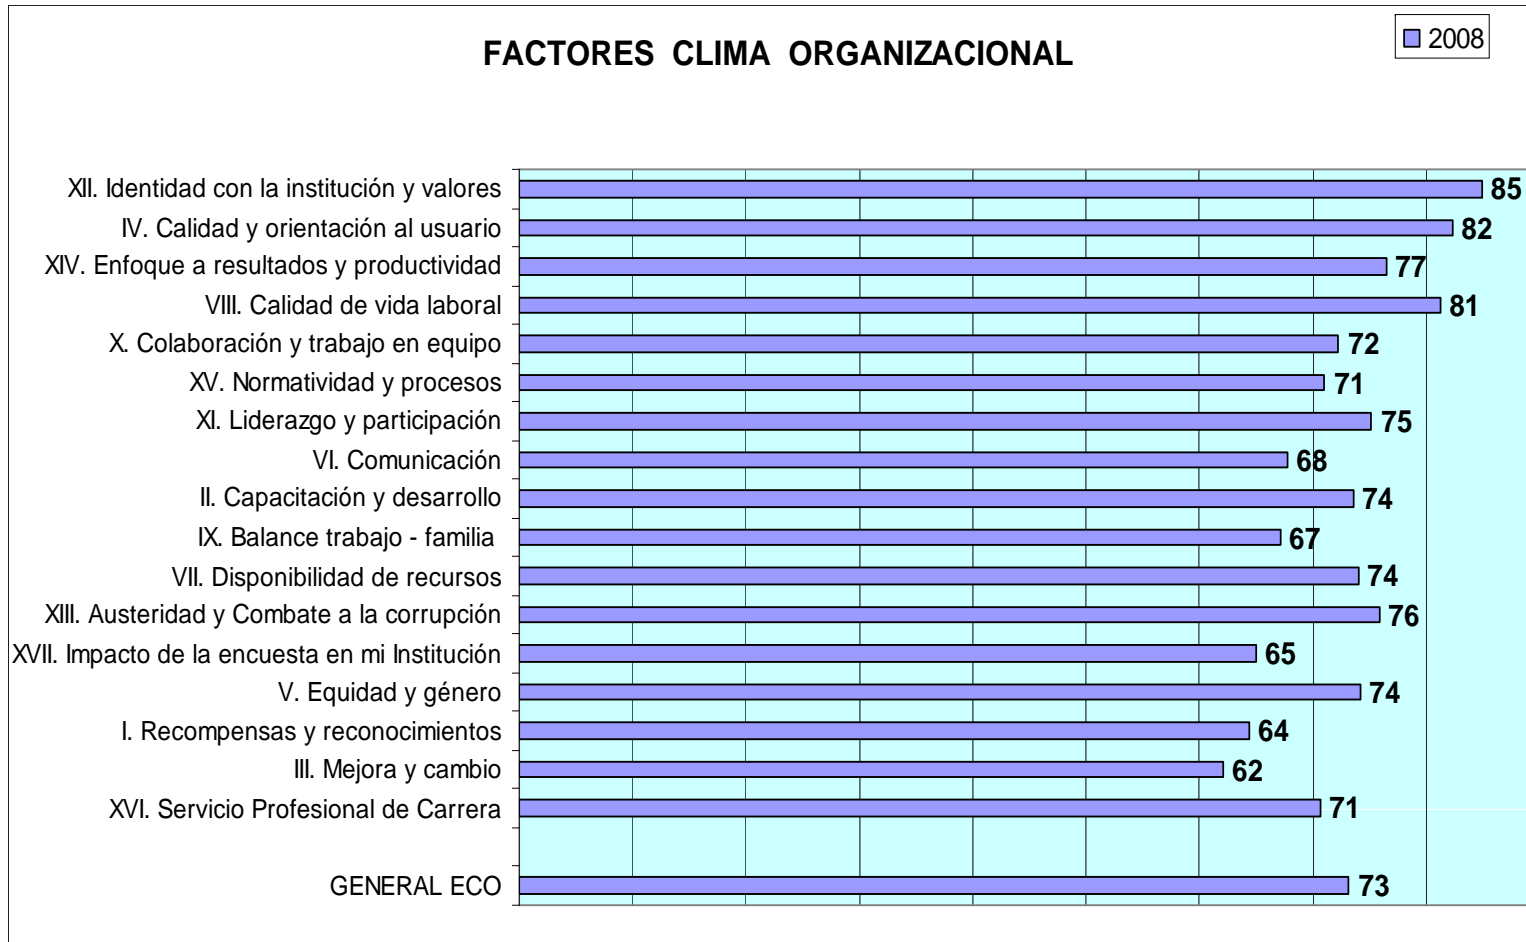 FACTORES CLIMA ORGANIZACIONAL
2008
XII. Identidad con la institución y valores 85
IV. Calidad y orientación al usuario 82
XIV. Enfoque a resultados y productividad 77
VIII. Calidad de vida laboral 81
X. Colaboración y trabajo en equipo 72
XV. Normatividad y procesos 71
XI. Liderazgo y participación 75
VI. Comunicación 68
II. Capacitación y desarrollo 74
IX. Balance trabajo - familia 67
VII. Disponibilidad de recursos 74
XIII. Austeridad y Combate a la corrupción 76
XVII. Impacto de la encuesta en mi Institución 65
V. Equidad y género 74
I. Recompensas y reconocimientos 64
III. Mejora y cambio 62
XVI. Servicio Profesional de Carrera 71
GENERAL ECO 73